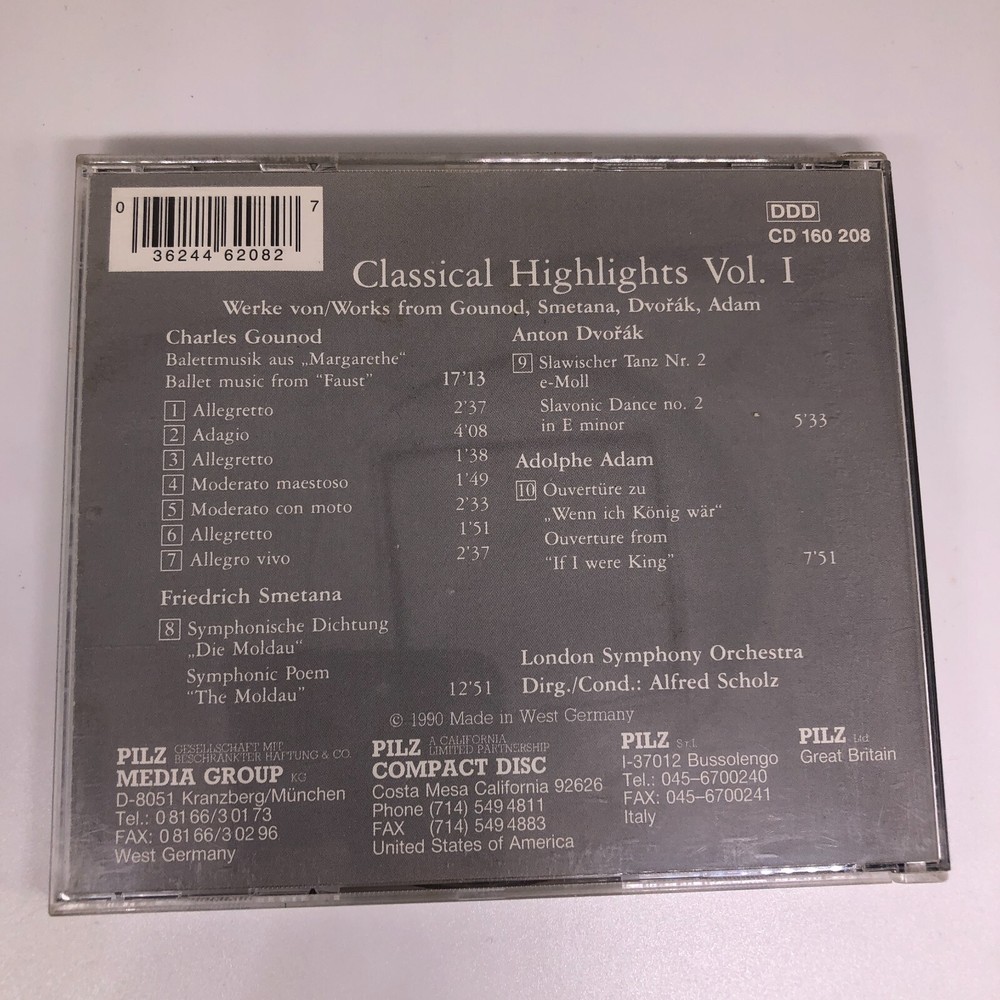 0 7
36244 62082
DDD
CD 160 208
Classical Highlights Vol. I
Werke von/Works from Gounod, Smetana, Dvořák, Adam
Charles Gounod
Balettmusik aus „Margarethe“
Ballet music from “Faust” 17'13
1 Allegretto 2'37
2 Adagio 4'08
3 Allegretto 1'38
4 Moderato maestoso 1'49
5 Moderato con moto 2'33
6 Allegretto 1'51
7 Allegro vivo 2'37
Friedrich Smetana
8 Symphonische Dichtung
„Die Moldau“
Symphonic Poem
“The Moldau” 12'51
Anton Dvořák
9 Slawischer Tanz Nr. 2
e-Moll
Slavonic Dance no. 2
in E minor 5'33
Adolphe Adam
10 Ouvertüre zu
„Wenn ich König wär“
Ouverture from
“If I were King” 7'51
London Symphony Orchestra
Dirg./Cond.: Alfred Scholz
© 1990 Made in West Germany
PILZ GESELLSCHAFT MIT
BESCHRÄNKTER HAFTUNG & CO.
MEDIA GROUP KG
D-8051 Kranzberg/München
Tel.: 0 81 66/3 01 73
FAX: 0 81 66/3 02 96
West Germany
PILZ A CALIFORNIA
LIMITED PARTNERSHIP
COMPACT DISC
Costa Mesa California 92626
Phone (714) 549 4811
FAX (714) 549 4883
United States of America
PILZ S.r.l.
I-37012 Bussolengo
Tel.: 045-6700240
FAX: 045-6700241
Italy
PILZ Ltd.
Great Britain